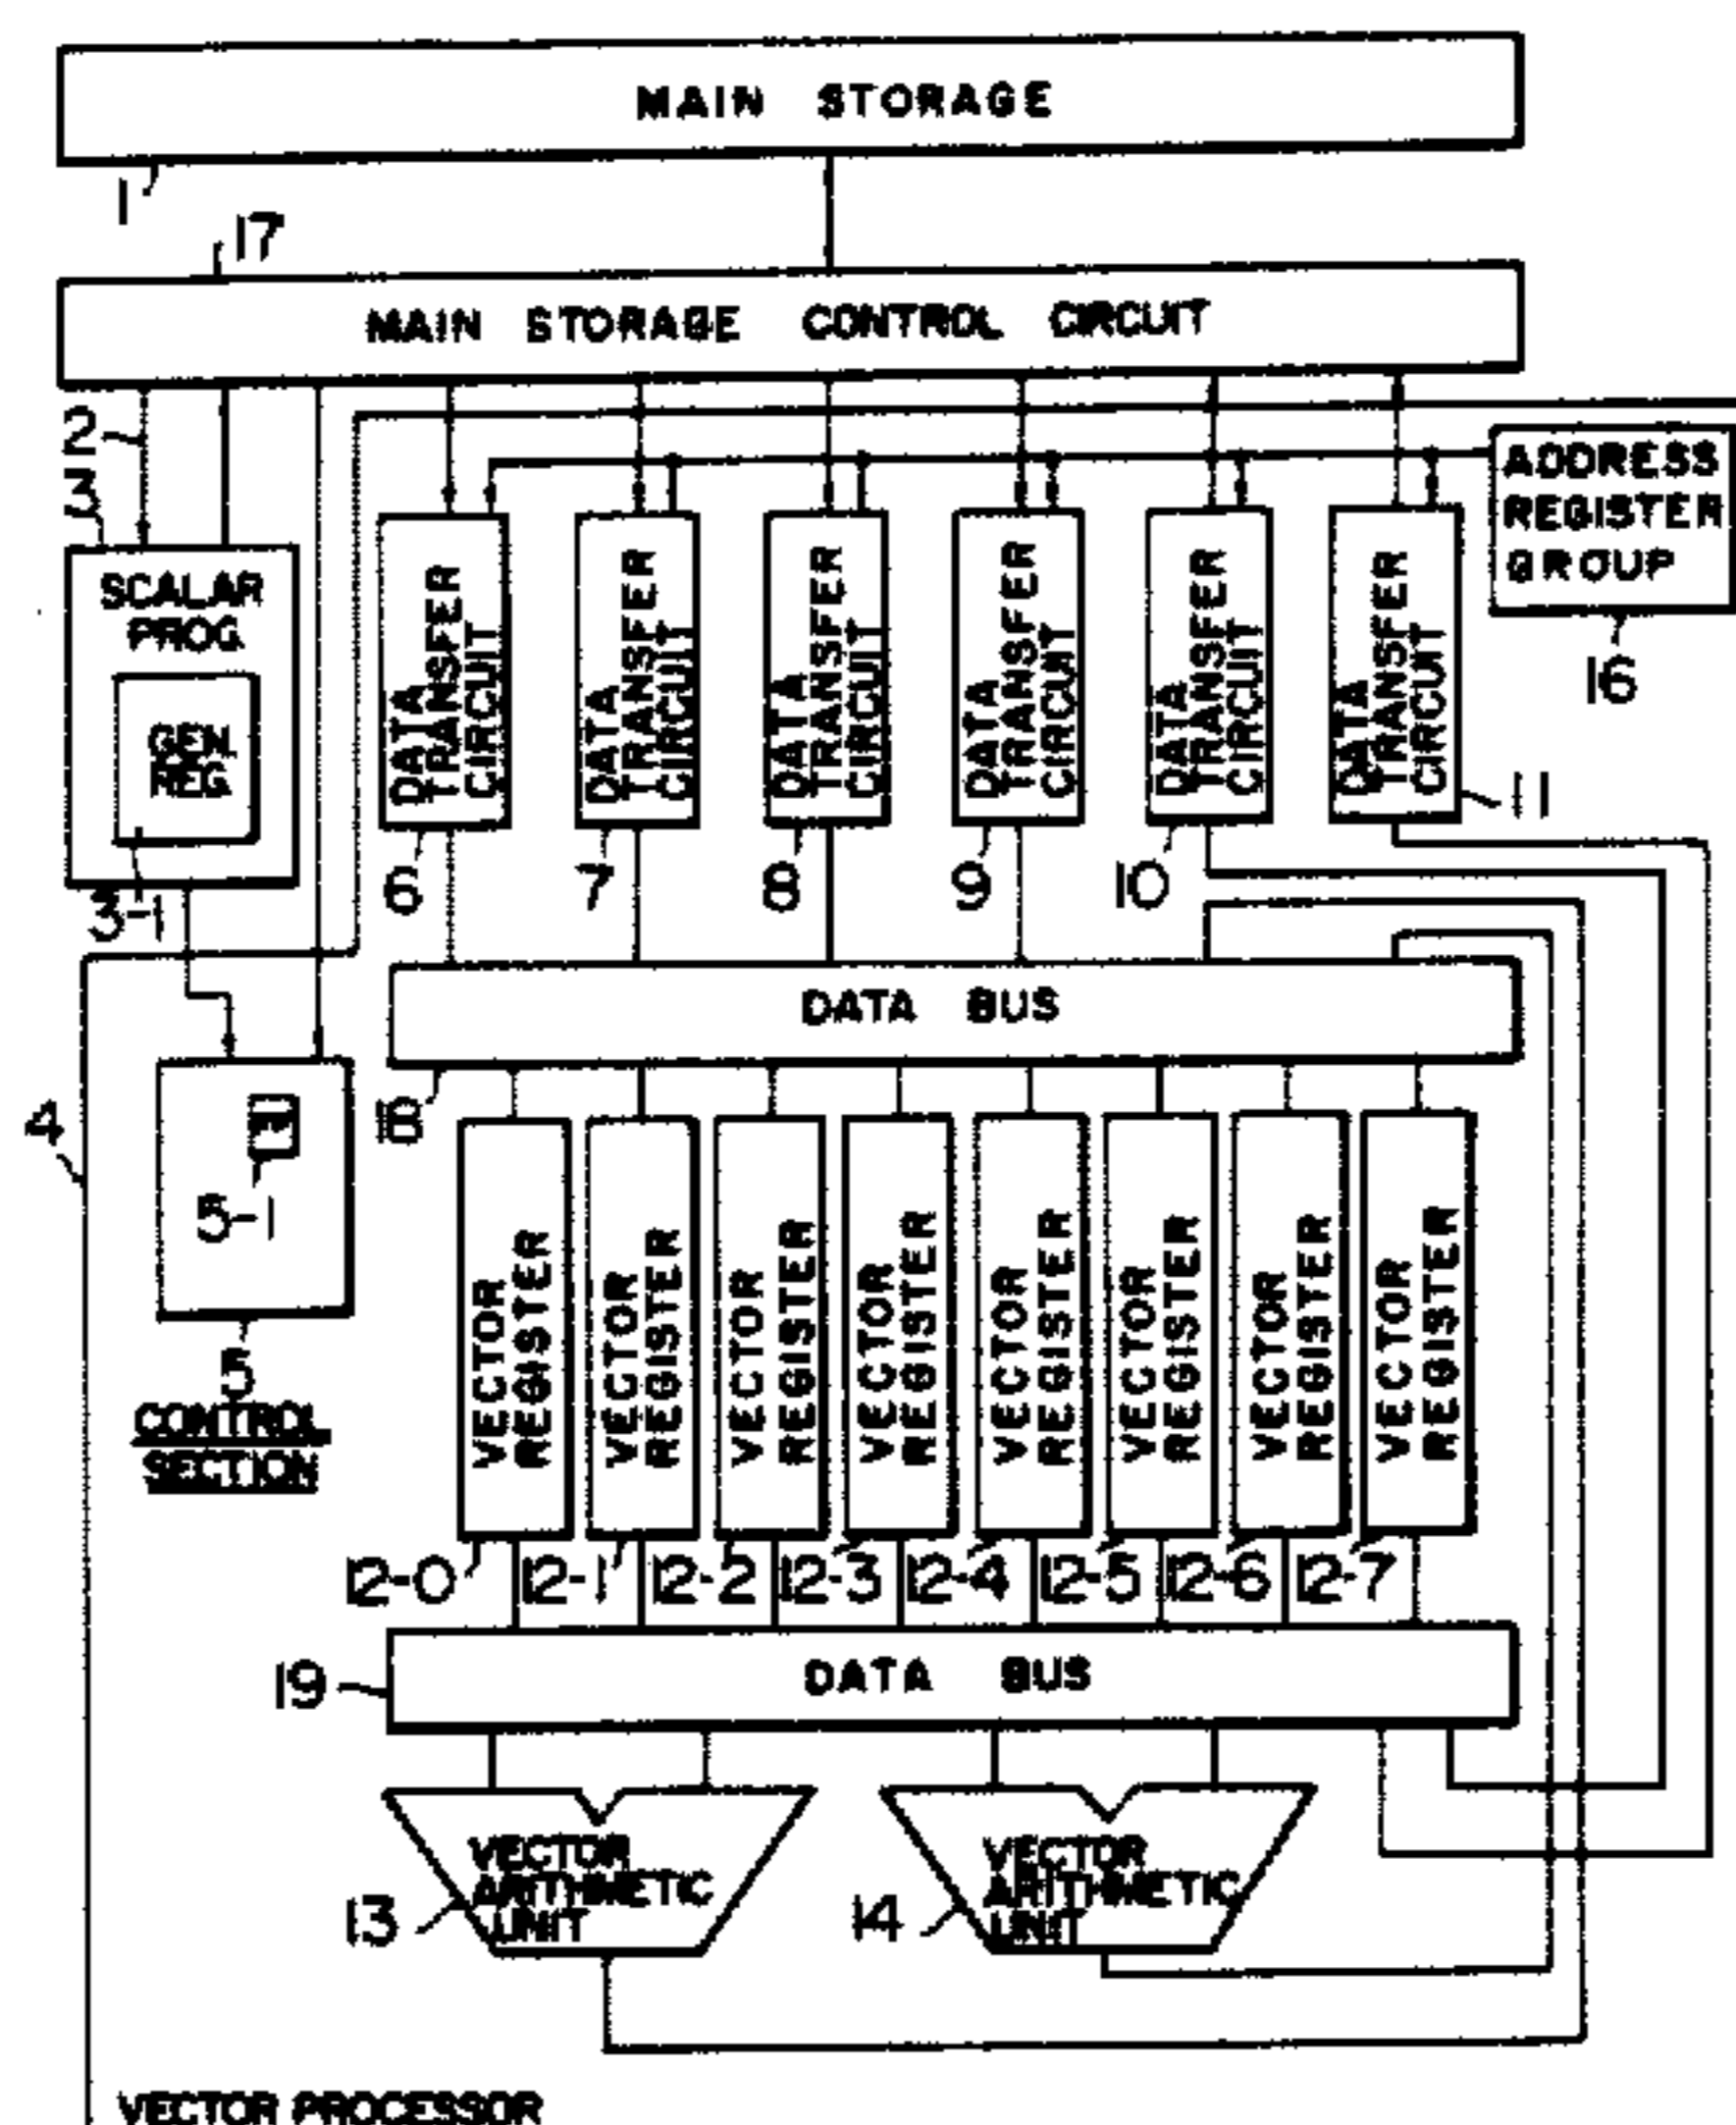 MAIN STORAGE
1
17
MAIN STORAGE CONTROL CIRCUIT
2
3
SCALAR
PROG
GEN
REG
3-1
DATA
TRANSFER
CIRCUIT
6
DATA
TRANSFER
CIRCUIT
7
DATA
TRANSFER
CIRCUIT
8
DATA
TRANSFER
CIRCUIT
9
DATA
TRANSFER
CIRCUIT
10
DATA
TRANSFER
CIRCUIT
11
ADDRESS
REGISTER
GROUP
16
DATA BUS
18
4
5-1
5
CONTROL
SECTION
VECTOR
REGISTER
VECTOR
REGISTER
VECTOR
REGISTER
VECTOR
REGISTER
VECTOR
REGISTER
VECTOR
REGISTER
VECTOR
REGISTER
VECTOR
REGISTER
12-0 12-1 12-2 12-3 12-4 12-5 12-6 12-7
19
DATA BUS
VECTOR
ARITHMETIC
UNIT
13
VECTOR
ARITHMETIC
UNIT
14
VECTOR PROCESSOR